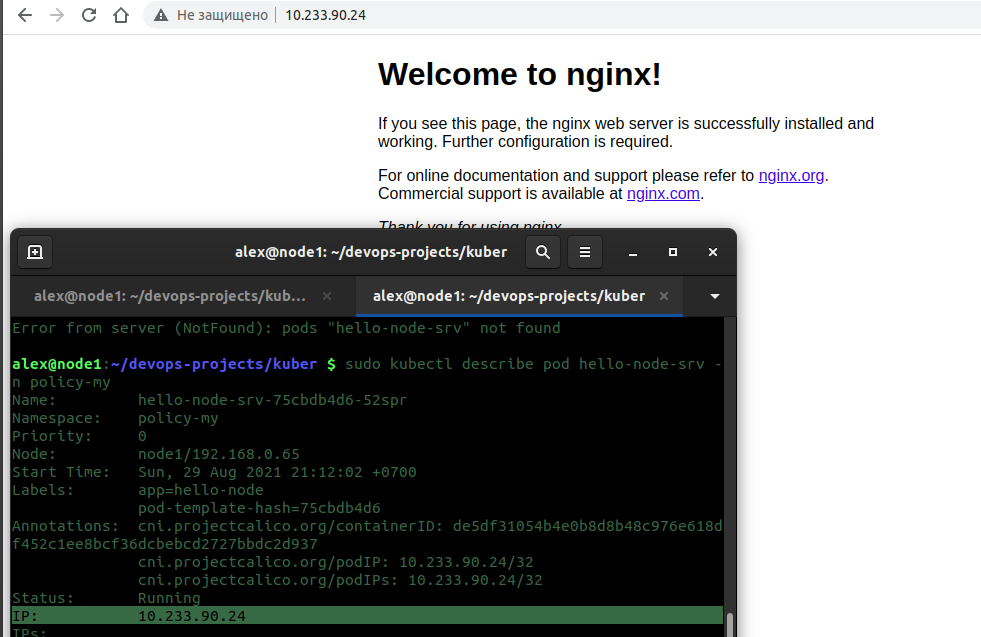 Не защищено 10.233.90.24
Welcome to nginx!
If you see this page, the nginx web server is successfully installed and
working. Further configuration is required.
For online documentation and support please refer to nginx.org.
Commercial support is available at nginx.com.
Thank you for using nginx
alex@node1: ~/devops-projects/kuber
alex@node1: ~/devops-projects/kub...
alex@node1: ~/devops-projects/kuber
Error from server (NotFound): pods "hello-node-srv" not found
alex@node1:~/devops-projects/kuber $ sudo kubectl describe pod hello-node-srv -
n policy-my
Name: hello-node-srv-75cbdb4d6-52spr
Namespace: policy-my
Priority: 0
Node: node1/192.168.0.65
Start Time: Sun, 29 Aug 2021 21:12:02 +0700
Labels: app=hello-node
pod-template-hash=75cbdb4d6
Annotations: cni.projectcalico.org/containerID: de5df31054b4e0b8d8b48c976e618d
f452c1ee8bcf36dcbebcd2727bbdc2d937
cni.projectcalico.org/podIP: 10.233.90.24/32
cni.projectcalico.org/podIPs: 10.233.90.24/32
Status: Running
IP: 10.233.90.24
IPs: